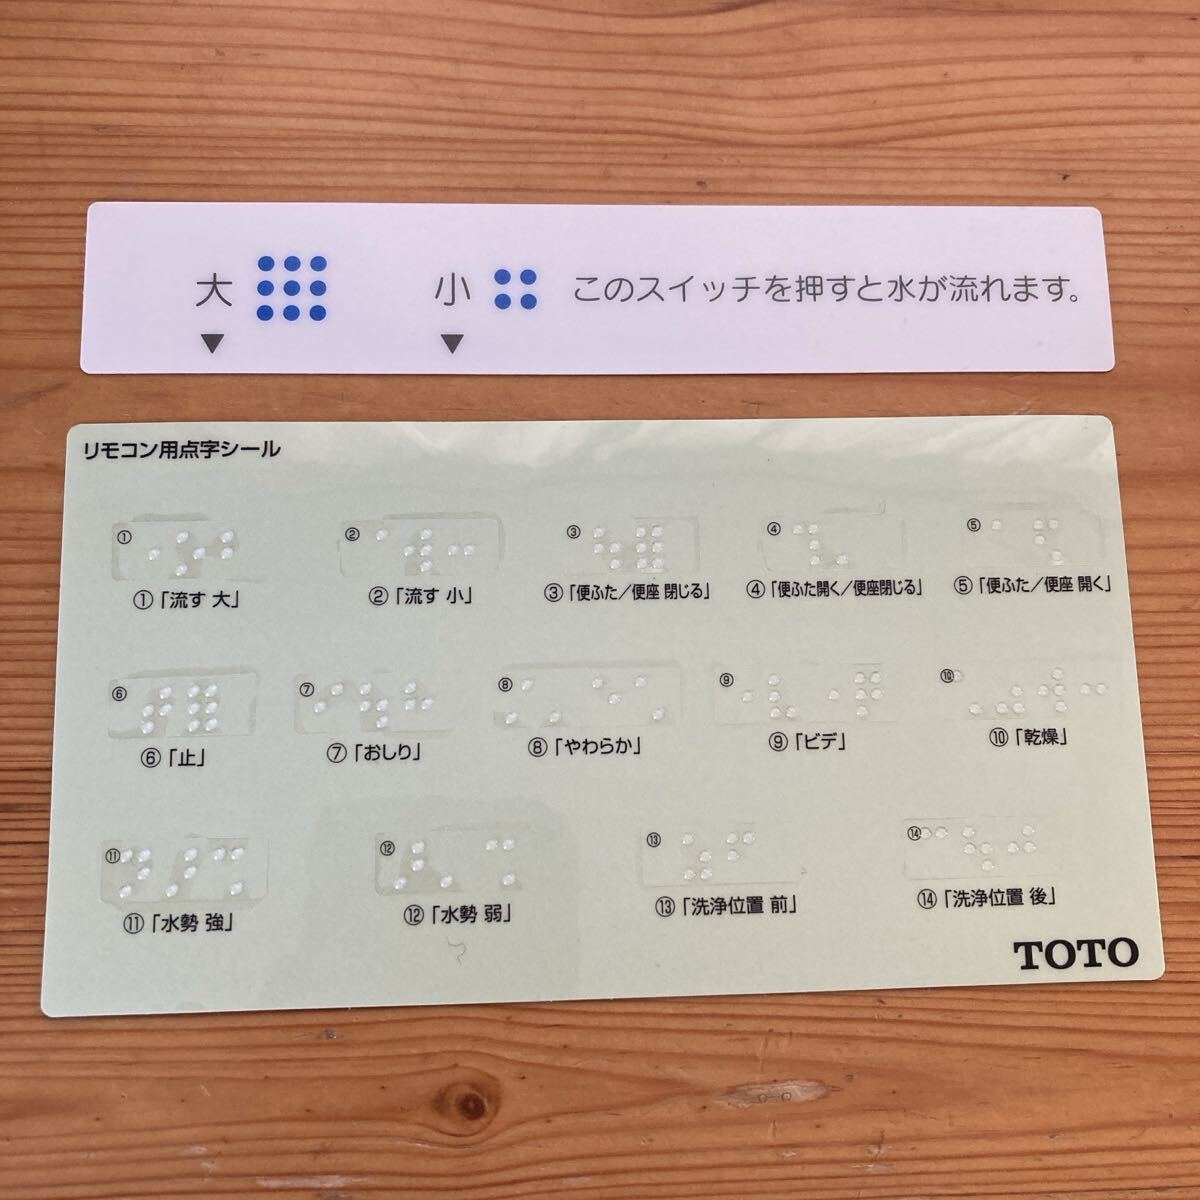 大 小 このスイッチを押すと水が流れます。
▼ ▼
リモコン用点字シール
① ② ③ ④ ⑤
①「流す 大」 ②「流す 小」 ③「便ふた／便座 閉じる」 ④「便ふた開く／便座閉じる」 ⑤「便ふた／便座 開く」
⑥ ⑦ ⑧ ⑨ ⑩
⑥「止」 ⑦「おしり」 ⑧「やわらか」 ⑨「ビデ」 ⑩「乾燥」
⑪ ⑫ ⑬ ⑭
⑪「水勢 強」 ⑫「水勢 弱」 ⑬「洗浄位置 前」 ⑭「洗浄位置 後」
TOTO